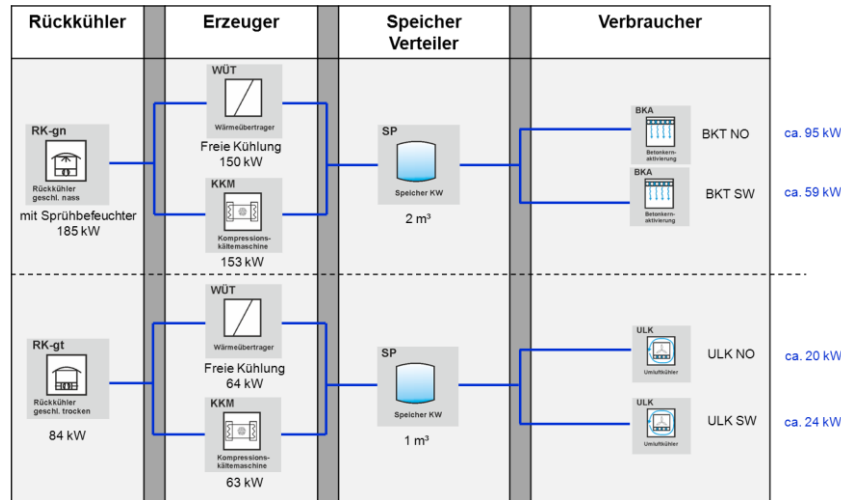 Rückkühler
Erzeuger
Speicher
Verteiler
Verbraucher
WÜT
Wärmeübertrager
Freie Kühlung
150 kW
RK-gn
Rückkühler
geschl. nass
mit Sprühbefeuchter
185 kW
KKM
Kompressions-
kältemaschine
153 kW
SP
Speicher KW
2 m³
BKA
Betonkern-
aktivierung
BKT NO
ca. 95 kW
BKA
Betonkern-
aktivierung
BKT SW
ca. 59 kW
WÜT
Wärmeübertrager
Freie Kühlung
64 kW
RK-gt
Rückkühler
geschl. trocken
84 kW
KKM
Kompressions-
kältemaschine
63 kW
SP
Speicher KW
1 m³
ULK
Umluftkühler
ULK NO
ca. 20 kW
ULK
Umluftkühler
ULK SW
ca. 24 kW